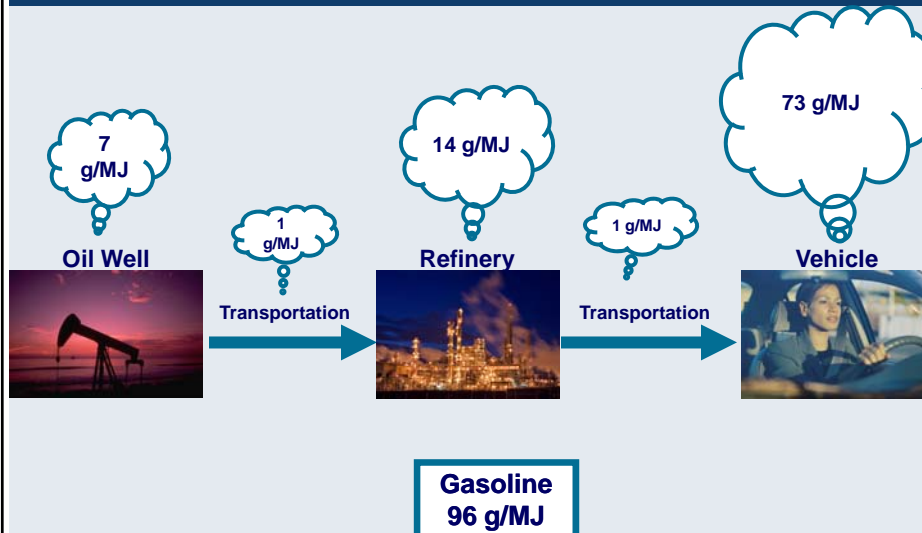 7
g/MJ
1
g/MJ
14 g/MJ
1 g/MJ
73 g/MJ
Oil Well
Refinery
Vehicle
Transportation
Transportation
Gasoline
96 g/MJ